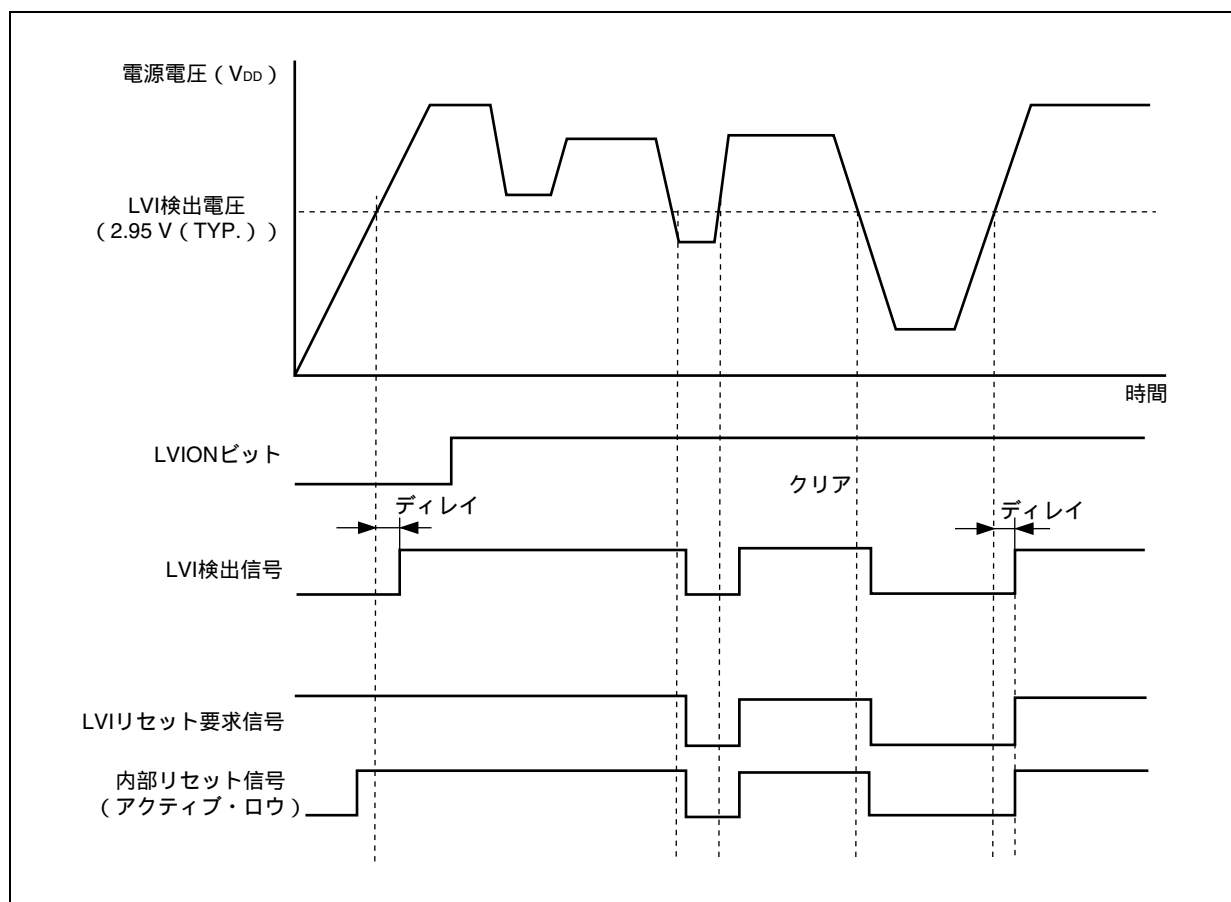 電源電圧(VDD)
LVI検出電圧
(2.95 V(TYP.))
時間
LVIONビット
クリア
ディレイ
ディレイ
LVI検出信号
LVIリセット要求信号
内部リセット信号
(アクティブ・ロウ)